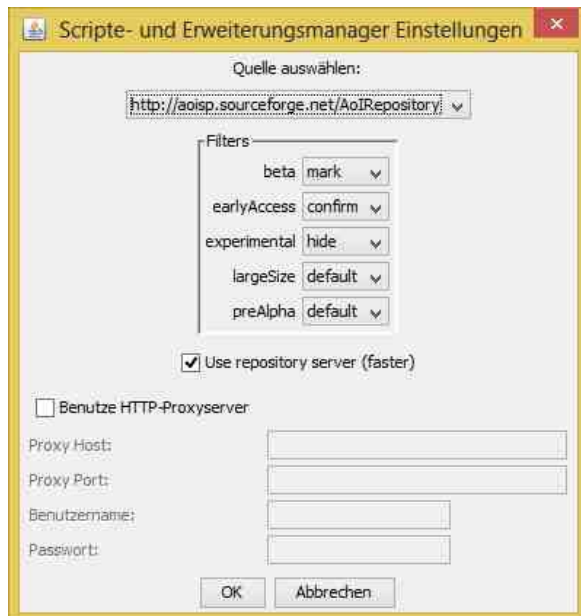 Scripte- und Erweiterungsmanager Einstellungen
Quelle auswählen:
http://aoisp.sourceforge.net/AoIRepository
Filters
beta mark
earlyAccess confirm
experimental hide
largeSize default
preAlpha default
Use repository server (faster)
Benutze HTTP-Proxyserver
Proxy Host:
Proxy Port:
Benutzername:
Passwort:
OK Abbrechen